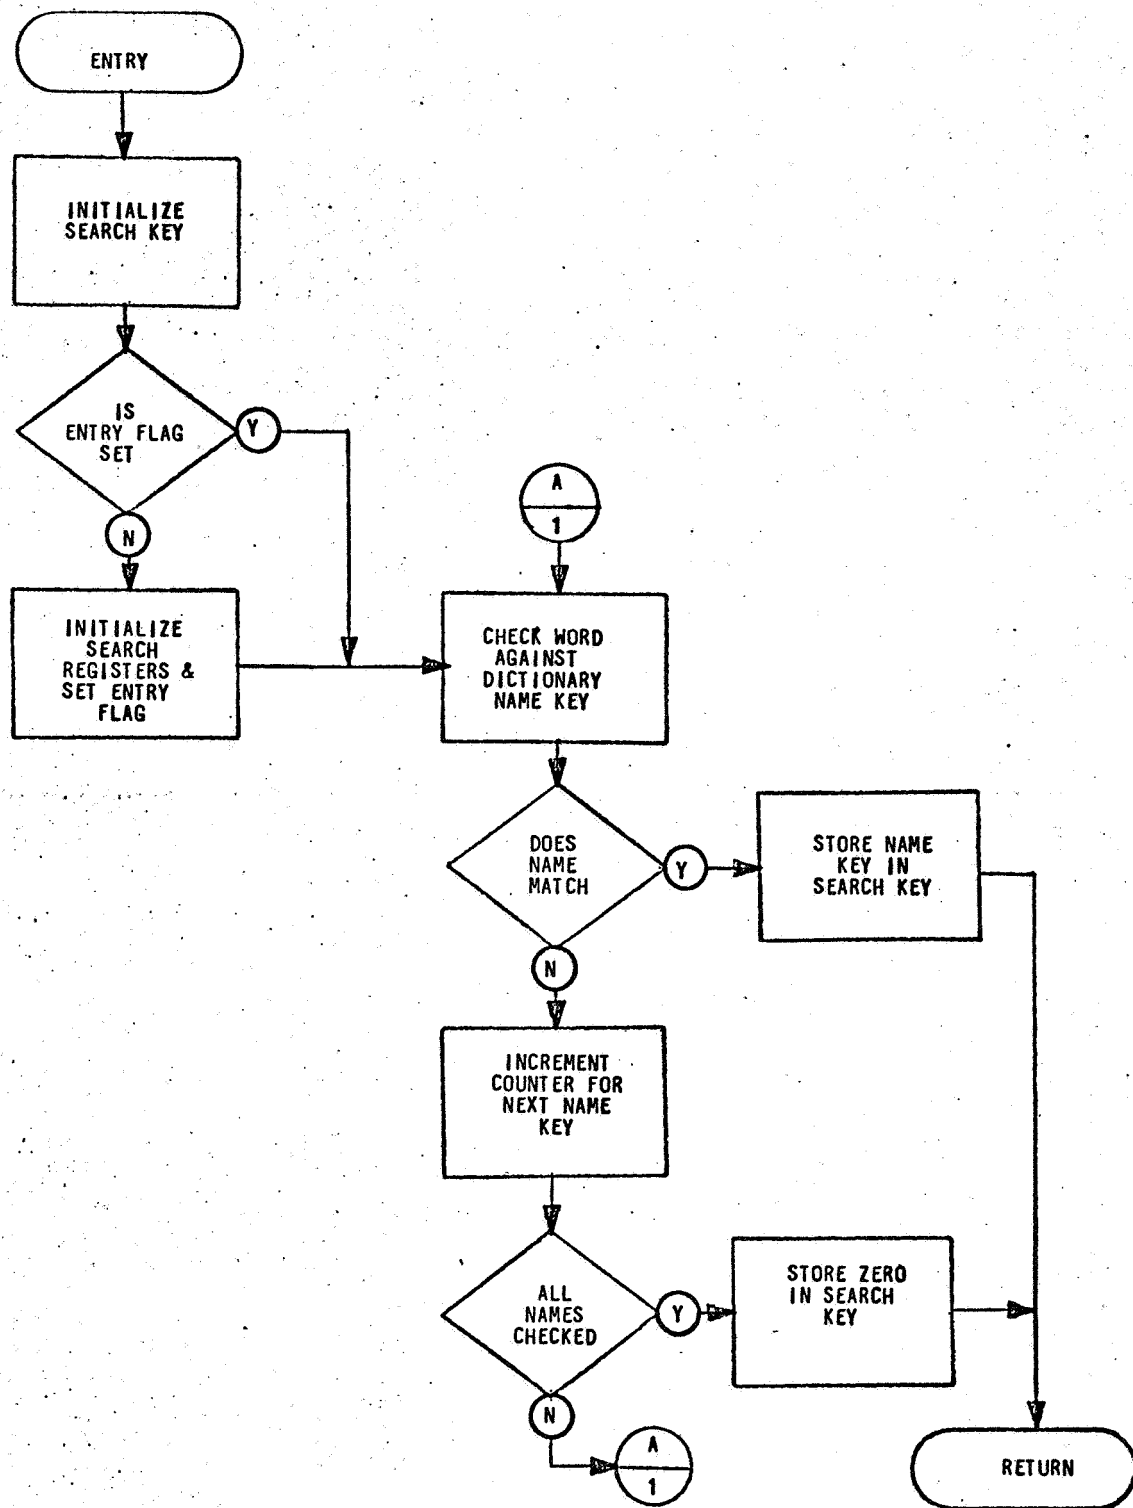 ENTRY
INITIALIZE
SEARCH KEY
IS
ENTRY FLAG
SET
Y
N
INITIALIZE
SEARCH
REGISTERS &
SET ENTRY
FLAG
A
1
CHECK WORD
AGAINST
DICTIONARY
NAME KEY
DOES
NAME
MATCH
Y
STORE NAME
KEY IN
SEARCH KEY
N
INCREMENT
COUNTER FOR
NEXT NAME
KEY
ALL
NAMES
CHECKED
Y
STORE ZERO
IN SEARCH
KEY
N
A
1
RETURN